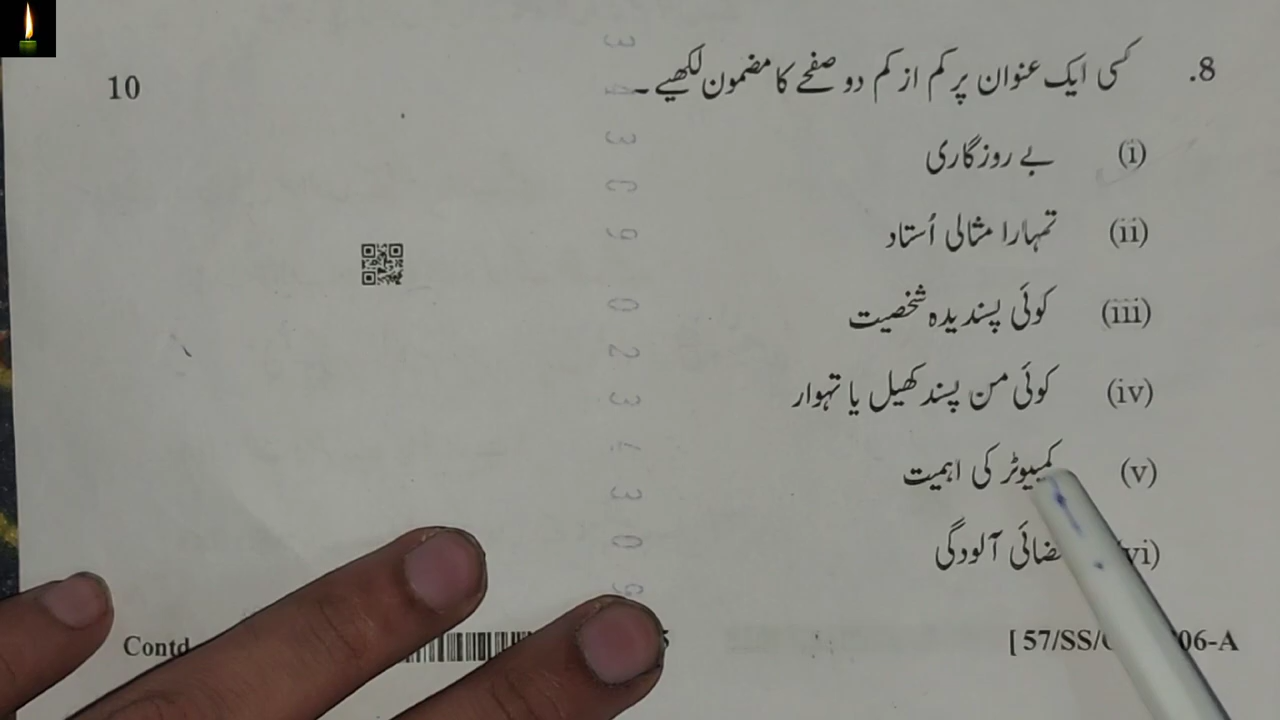 8. کسی ایک عنوان پر کم از کم دو صفحے کا مضمون لکھیے۔ 10
(i) بے روزگاری
(ii) تمہارا مثالی اُستاد
(iii) کوئی پسندیدہ شخصیت
(iv) کوئی من پسند کھیل یا تہوار
(v) کمپیوٹر کی اہمیت
آلودگی
Contd
[57/SS/ 06-A